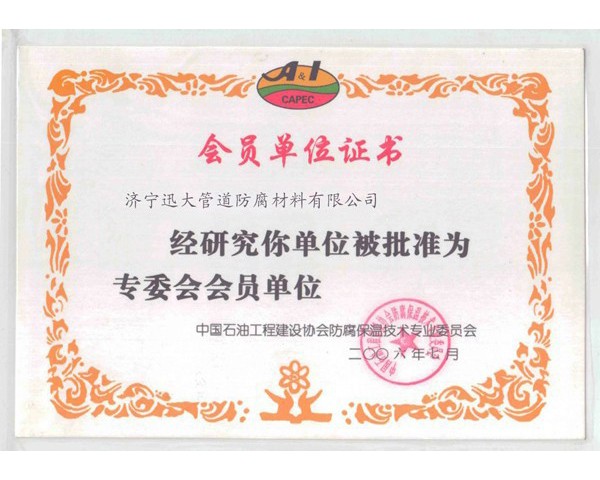 A&I
CAPEC
会员单位证书
济宁迅大管道防腐材料有限公司
经研究你单位被批准为
专委会会员单位
中国石油工程建设协会防腐保温技术专业委员会
二〇〇六年七月